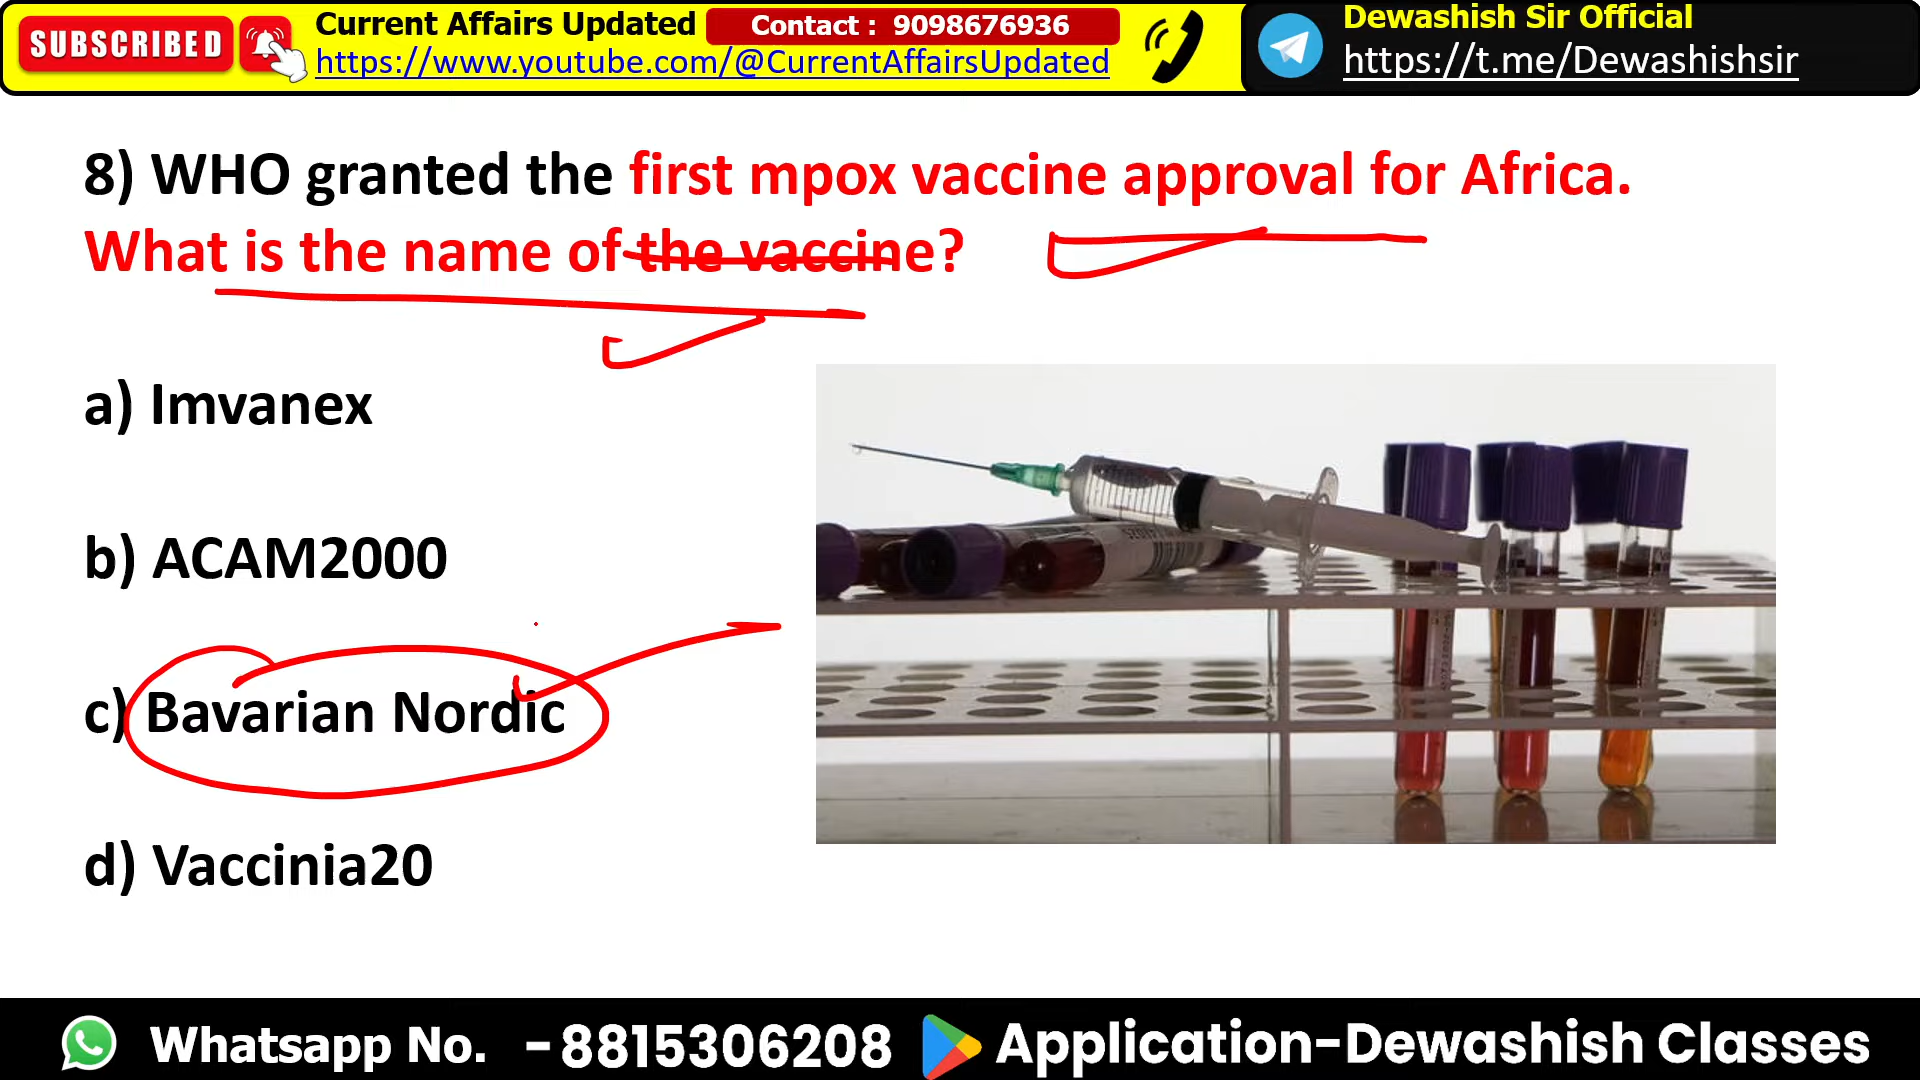 SUBSCRIBED
Current Affairs Updated
Contact : 9098676936
https://www.youtube.com/@CurrentAffairsUpdated
Dewashish Sir Official
https://t.me/Dewashishsir
8) WHO granted the first mpox vaccine approval for Africa.
What is the name of the vaccine?
a) Imvanex
b) ACAM2000
c) Bavarian Nordic
d) Vaccinia20
Whatsapp No. - 8815306208
Application-Dewashish Classes